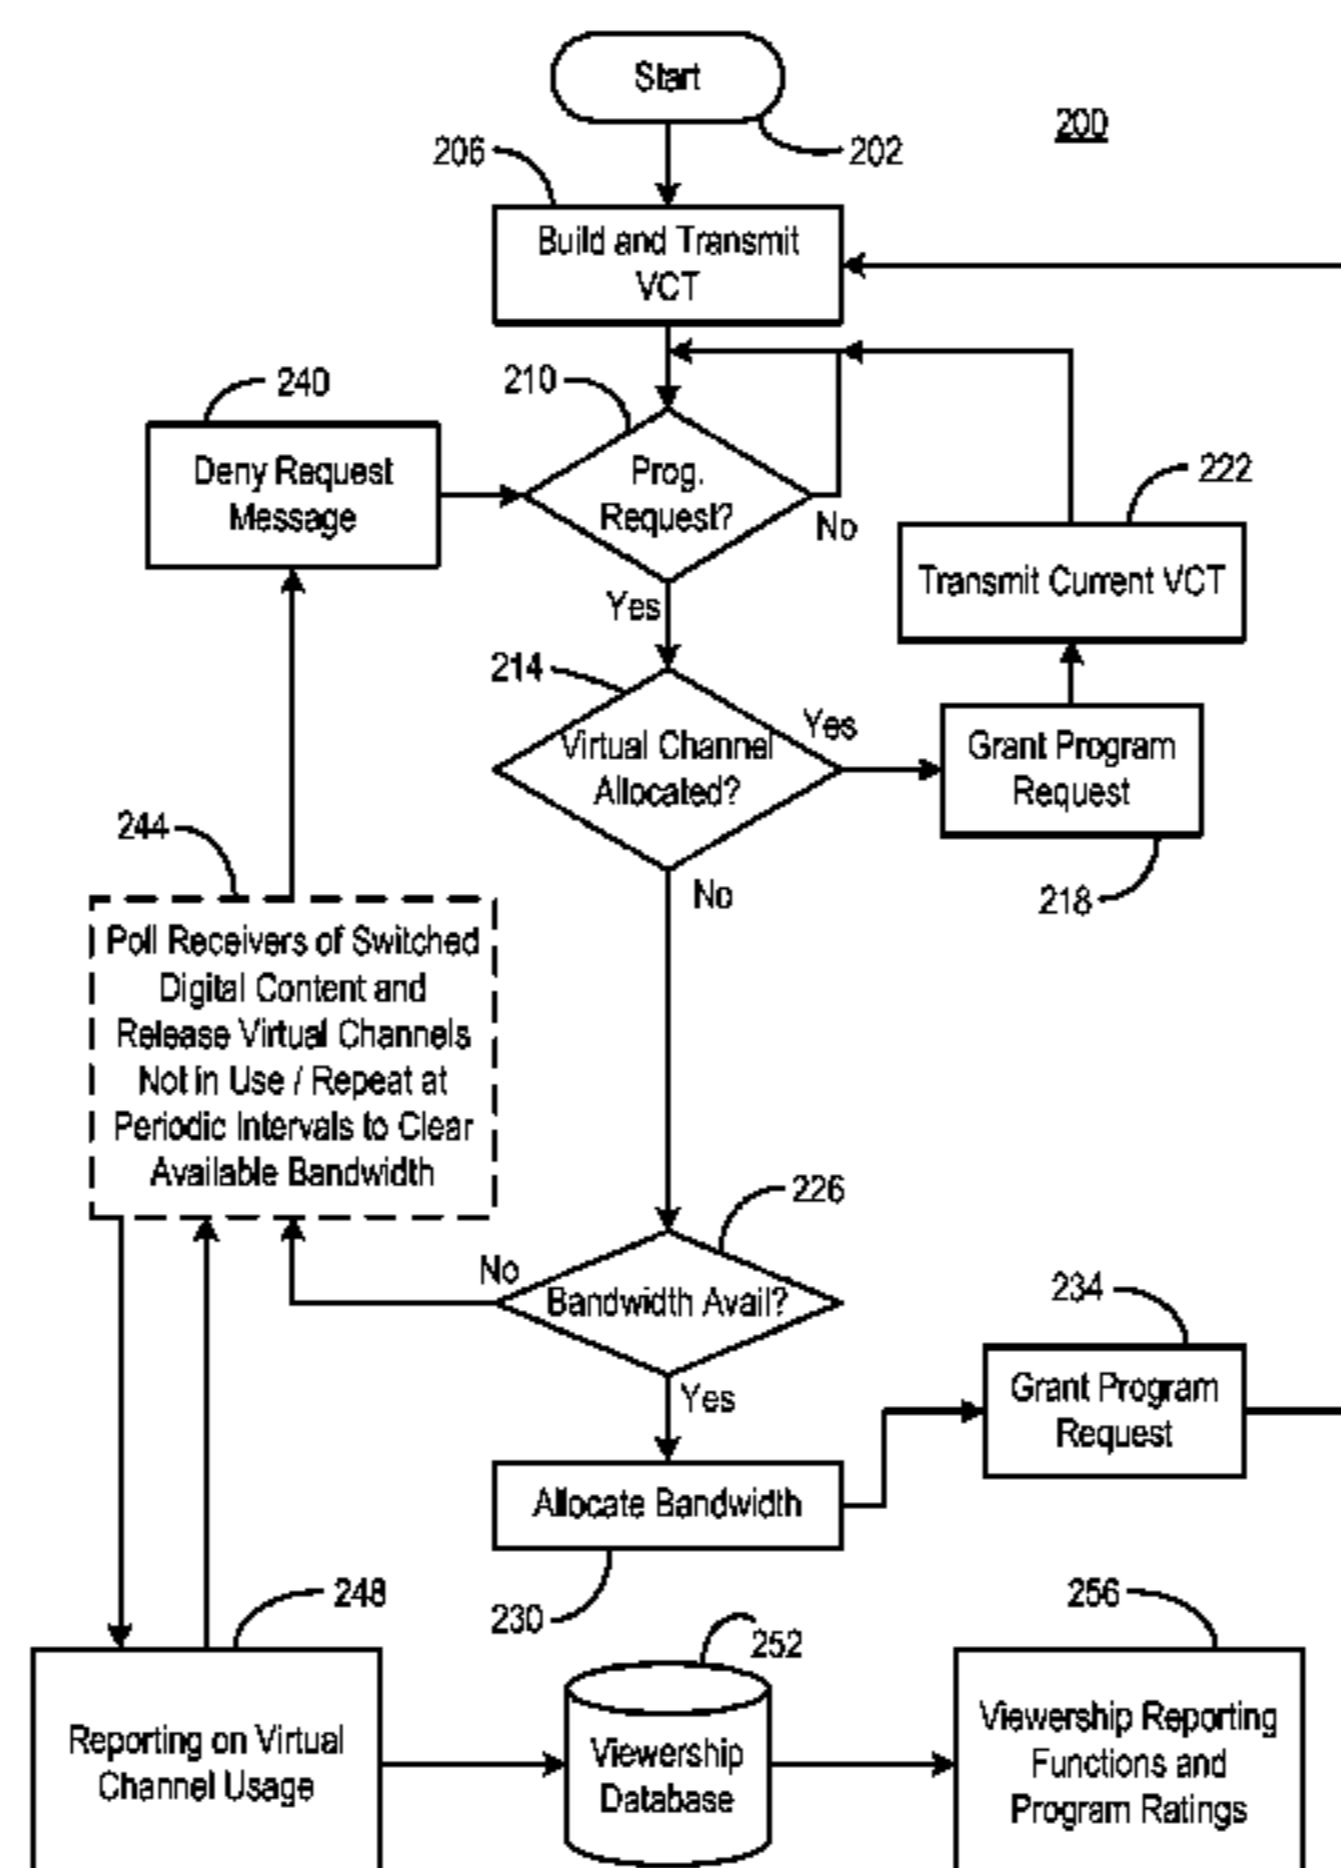 Start
200
206
202
Build and Transmit
VCT
240
210
Deny Request
Message
Prog.
Request?
No
222
Transmit Current VCT
Yes
214
Virtual Channel
Allocated?
Yes
Grant Program
Request
218
No
244
Poll Receivers of Switched
Digital Content and
Release Virtual Channels
Not in Use / Repeat at
Periodic Intervals to Clear
Available Bandwidth
226
No
Bandwidth Avail?
234
Grant Program
Request
Yes
Allocate Bandwidth
230
248
252
256
Reporting on Virtual
Channel Usage
Viewership
Database
Viewership Reporting
Functions and
Program Ratings